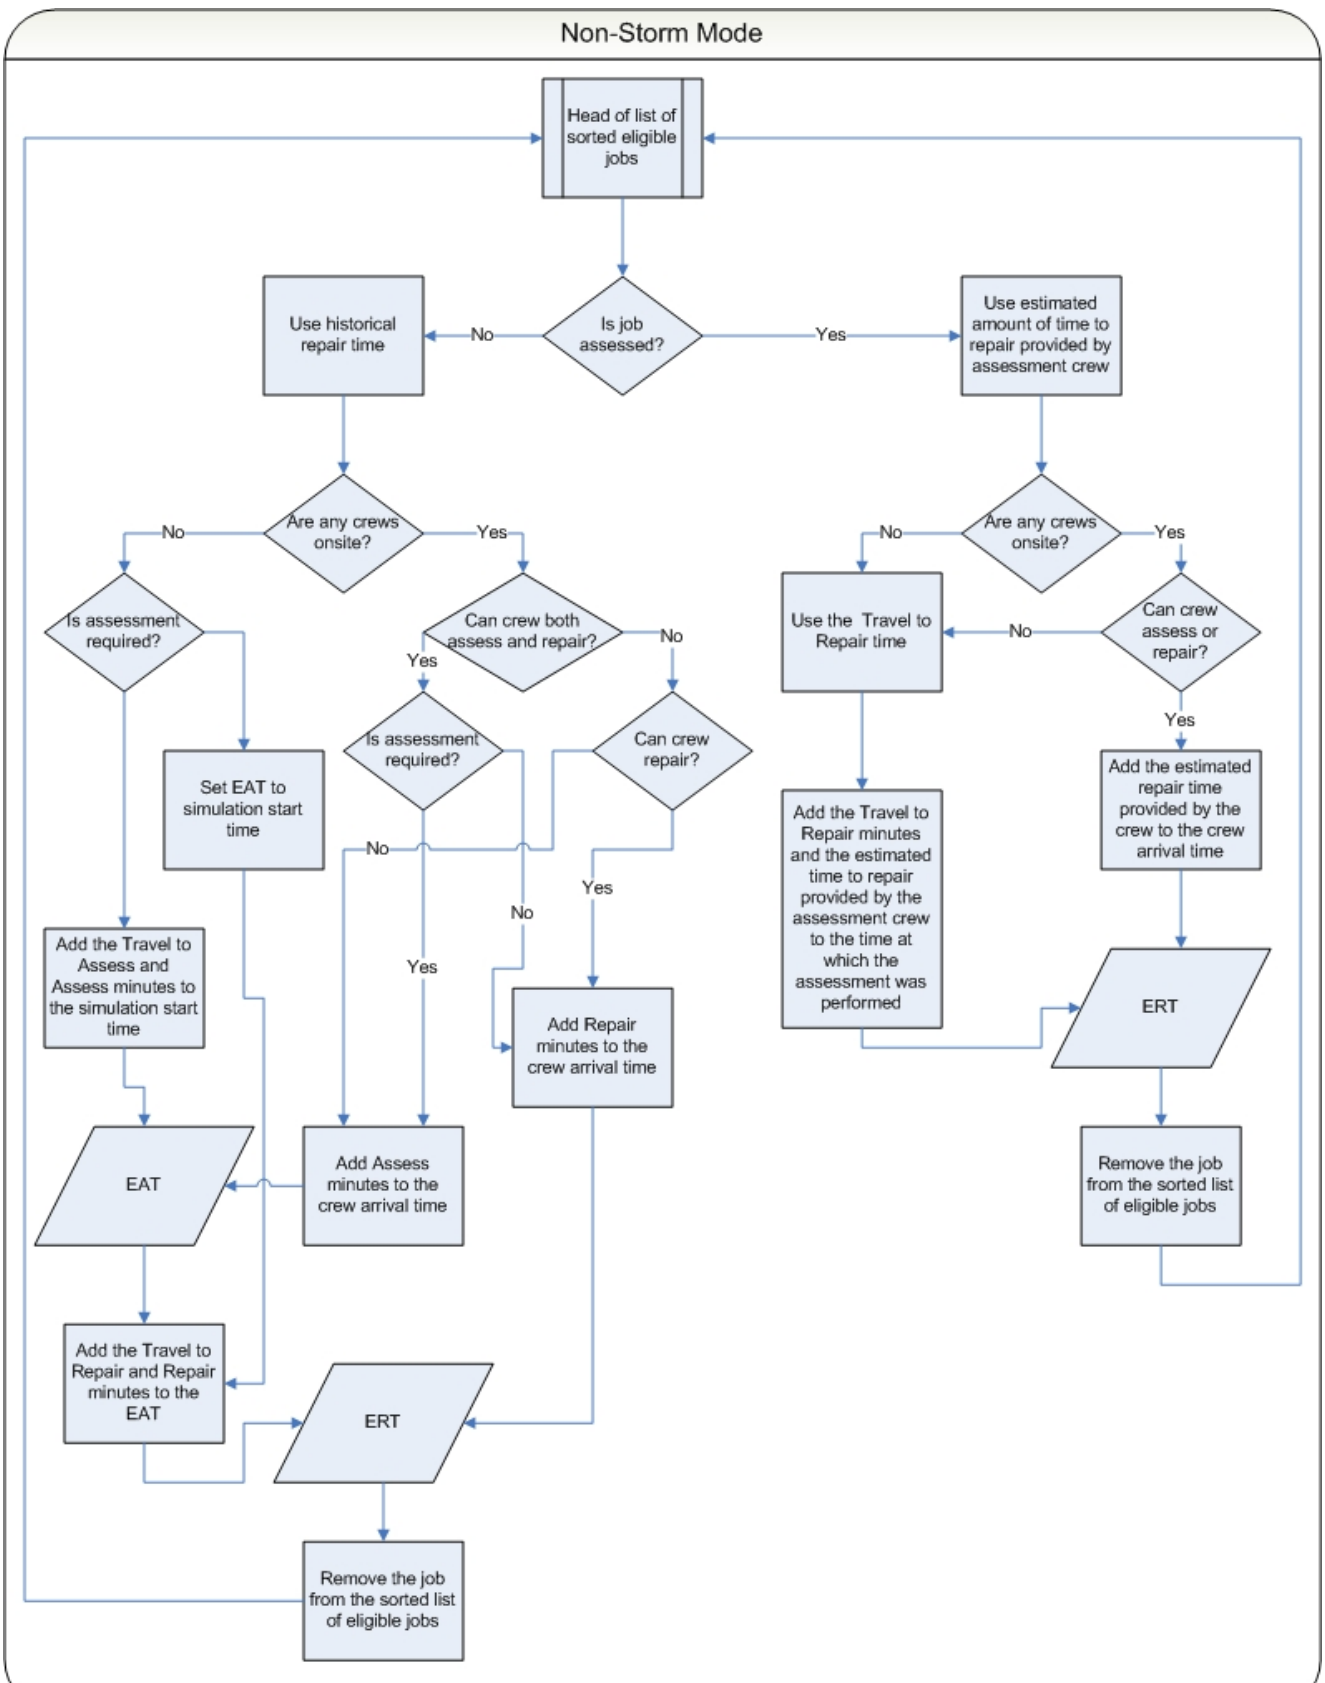 Non-Storm Mode
Head of list of
sorted eligible
jobs
Use historical
repair time
No
Is job
assessed?
Yes
Use estimated
amount of time to
repair provided by
assessment crew
No
Are any crews
onsite?
Yes
No
Are any crews
onsite?
Yes
Is assessment
required?
Can crew both
assess and repair?
Yes
No
Use the Travel to
Repair time
No
Can crew
assess or
repair?
Yes
Is assessment
required?
Can crew
repair?
Set EAT to
simulation start
time
Add the estimated
repair time
provided by the
crew to the crew
arrival time
No
Yes
No
Yes
Add the Travel to
Repair minutes
and the estimated
time to repair
provided by the
assessment crew
to the time at
which the
assessment was
performed
Add the Travel to
Assess and
Assess minutes to
the simulation start
time
Add Repair
minutes to the
crew arrival time
ERT
EAT
Add Assess
minutes to the
crew arrival time
Remove the job
from the sorted list
of eligible jobs
Add the Travel to
Repair and Repair
minutes to the
EAT
ERT
Remove the job
from the sorted list
of eligible jobs